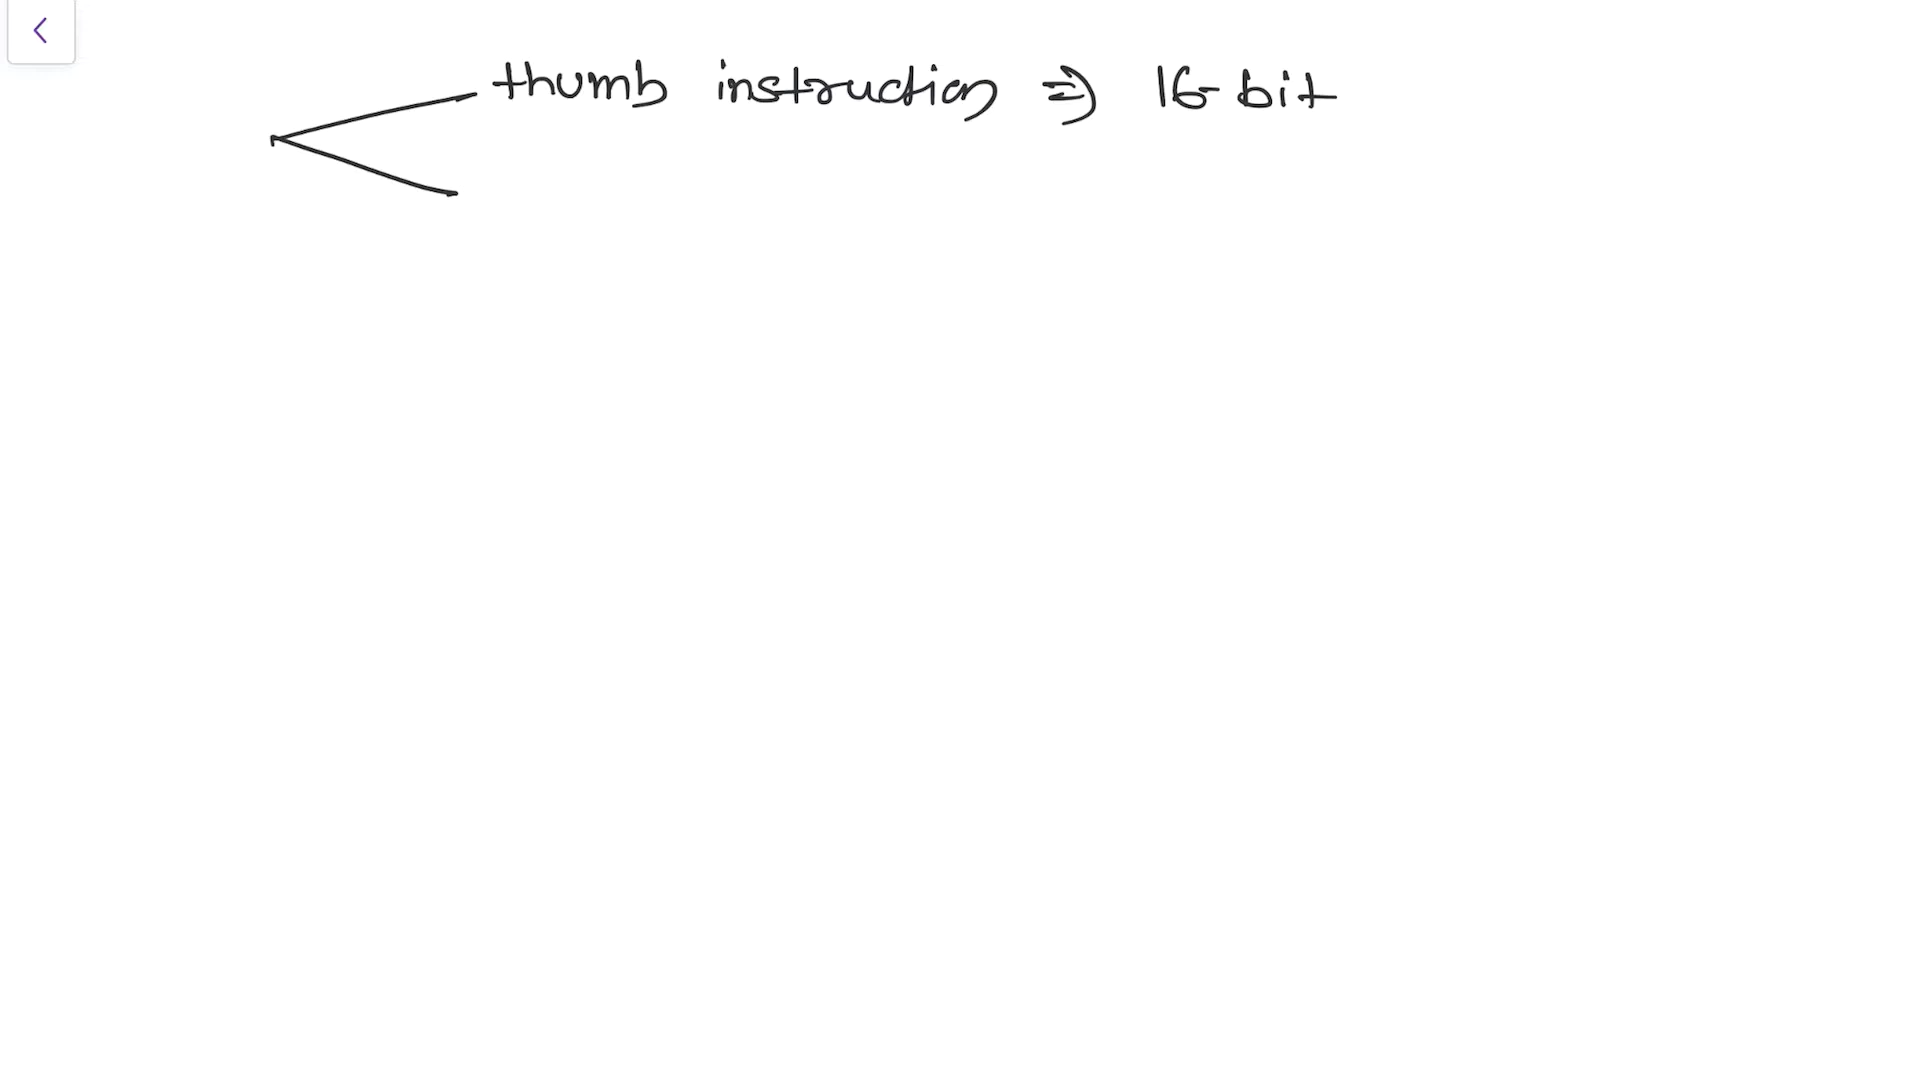 thumb instruction ⇒ 16-bit